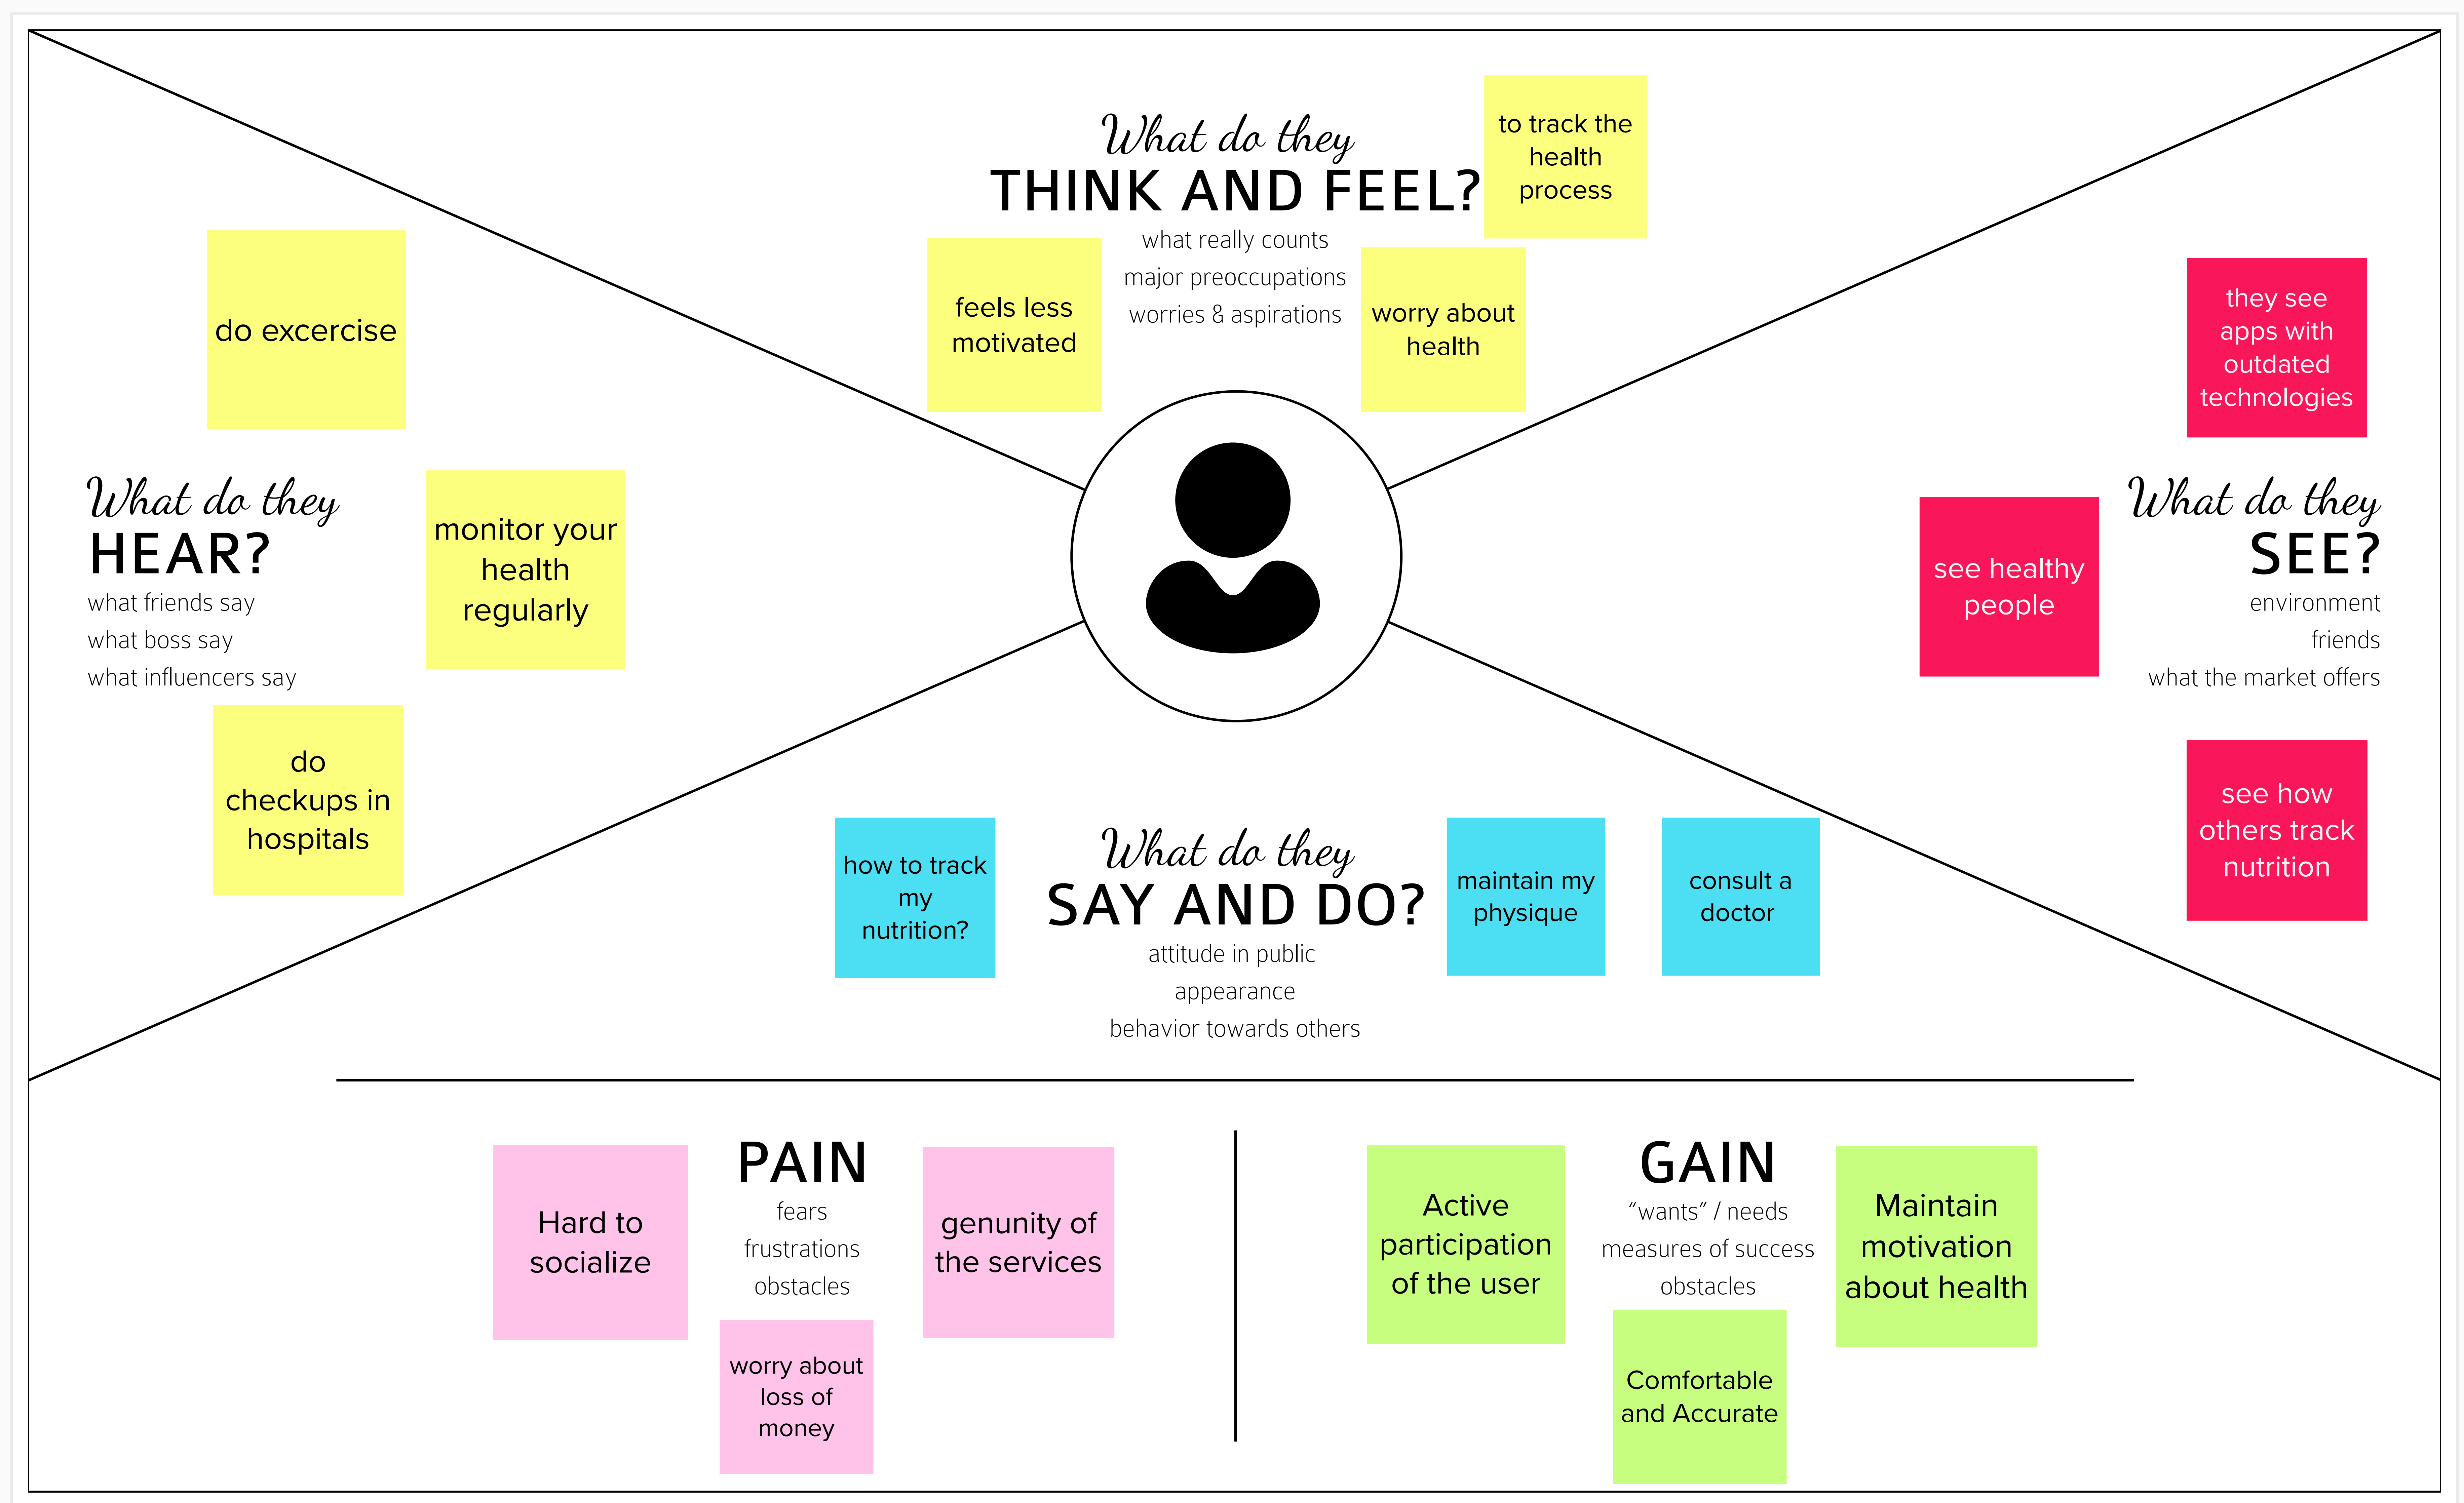 What do they
THINK AND FEEL?
what really counts
major preoccupations
worries & aspirations
to track the
health
process
feels less
motivated
worry about
health
do excercise
What do they
HEAR?
what friends say
what boss say
what influencers say
monitor your
health
regularly
do
checkups in
hospitals
they see
apps with
outdated
technologies
What do they
SEE?
environment
friends
what the market offers
see healthy
people
see how
others track
nutrition
how to track
my
nutrition?
What do they
SAY AND DO?
attitude in public
appearance
behavior towards others
maintain my
physique
consult a
doctor
Hard to
socialize
PAIN
fears
frustrations
obstacles
genunity of
the services
worry about
loss of
money
Active
participation
of the user
GAIN
“wants” / needs
measures of success
obstacles
Maintain
motivation
about health
Comfortable
and Accurate